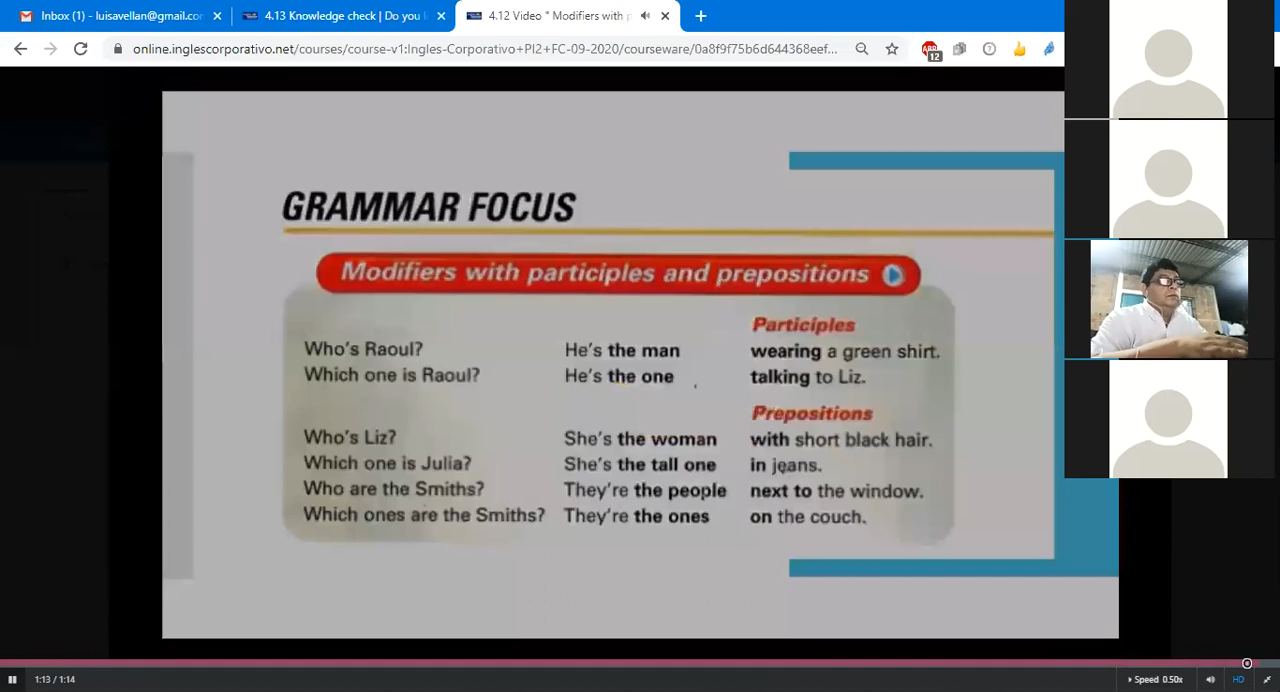 Inbox (1) - luisavellan@gmail.co
4.13 Knowledge check | Do you l
4.12 Video " Modifiers with p
online.inglescorporativo.net/courses/course-v1:Ingles-Corporativo+PI2+FC-09-2020/courseware/0a8f9f75b6d644368eef...
ABP
12
GRAMMAR FOCUS
Modifiers with participles and prepositions
Participles
Who's Raoul? He's the man wearing a green shirt.
Which one is Raoul? He's the one talking to Liz.
Prepositions
Who's Liz? She's the woman with short black hair.
Which one is Julia? She's the tall one in jeans.
Who are the Smiths? They're the people next to the window.
Which ones are the Smiths? They're the ones on the couch.
1:13 / 1:14
Speed 0.50x
HD